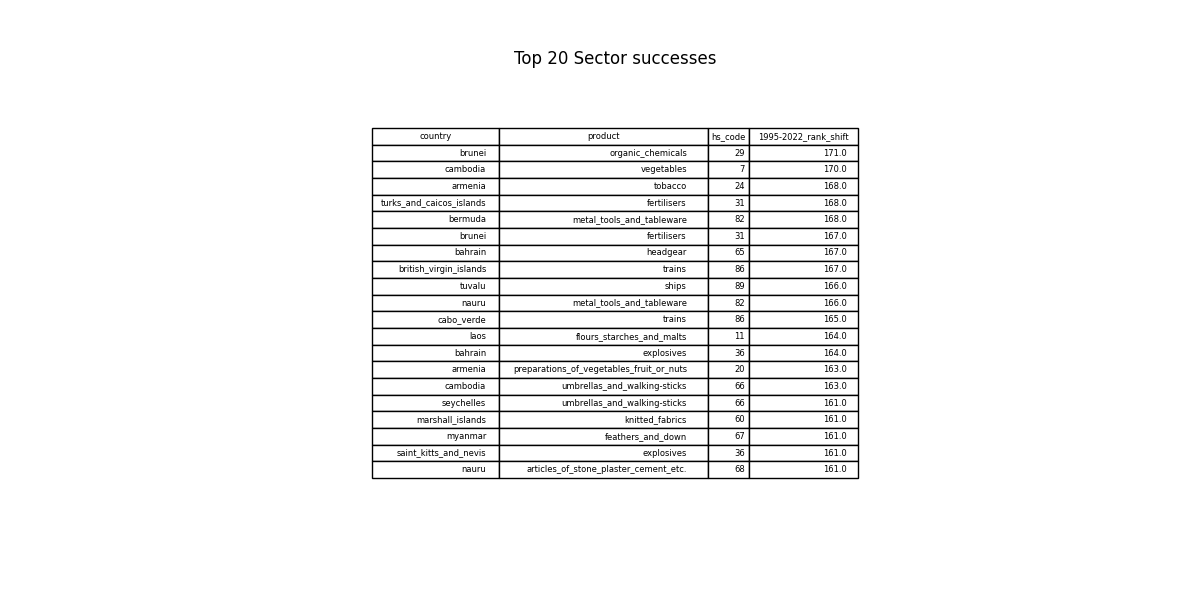 Top 20 Sector successes
country product hs_code 1995-2022_rank_shift
brunei organic_chemicals 29 171.0
cambodia vegetables 7 170.0
armenia tobacco 24 168.0
turks_and_caicos_islands fertilisers 31 168.0
bermuda metal_tools_and_tableware 82 168.0
brunei fertilisers 31 167.0
bahrain headgear 65 167.0
british_virgin_islands trains 86 167.0
tuvalu ships 89 166.0
nauru metal_tools_and_tableware 82 166.0
cabo_verde trains 86 165.0
laos flours_starches_and_malts 11 164.0
bahrain explosives 36 164.0
armenia preparations_of_vegetables_fruit_or_nuts 20 163.0
cambodia umbrellas_and_walking-sticks 66 163.0
seychelles umbrellas_and_walking-sticks 66 161.0
marshall_islands knitted_fabrics 60 161.0
myanmar feathers_and_down 67 161.0
saint_kitts_and_nevis explosives 36 161.0
nauru articles_of_stone_plaster_cement_etc. 68 161.0